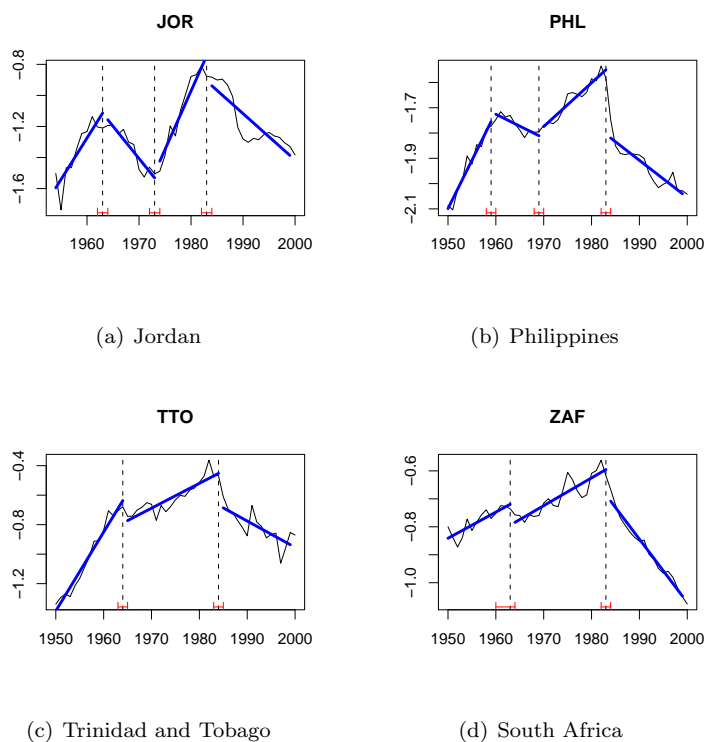 JOR
−0.8
−1.2
−1.6
1960 1970 1980 1990 2000
(a) Jordan
PHL
−1.7
−1.9
−2.1
1950 1960 1970 1980 1990 2000
(b) Philippines
TTO
−0.4
−0.8
−1.2
1950 1960 1970 1980 1990 2000
(c) Trinidad and Tobago
ZAF
−0.6
−0.8
−1.0
1950 1960 1970 1980 1990 2000
(d) South Africa